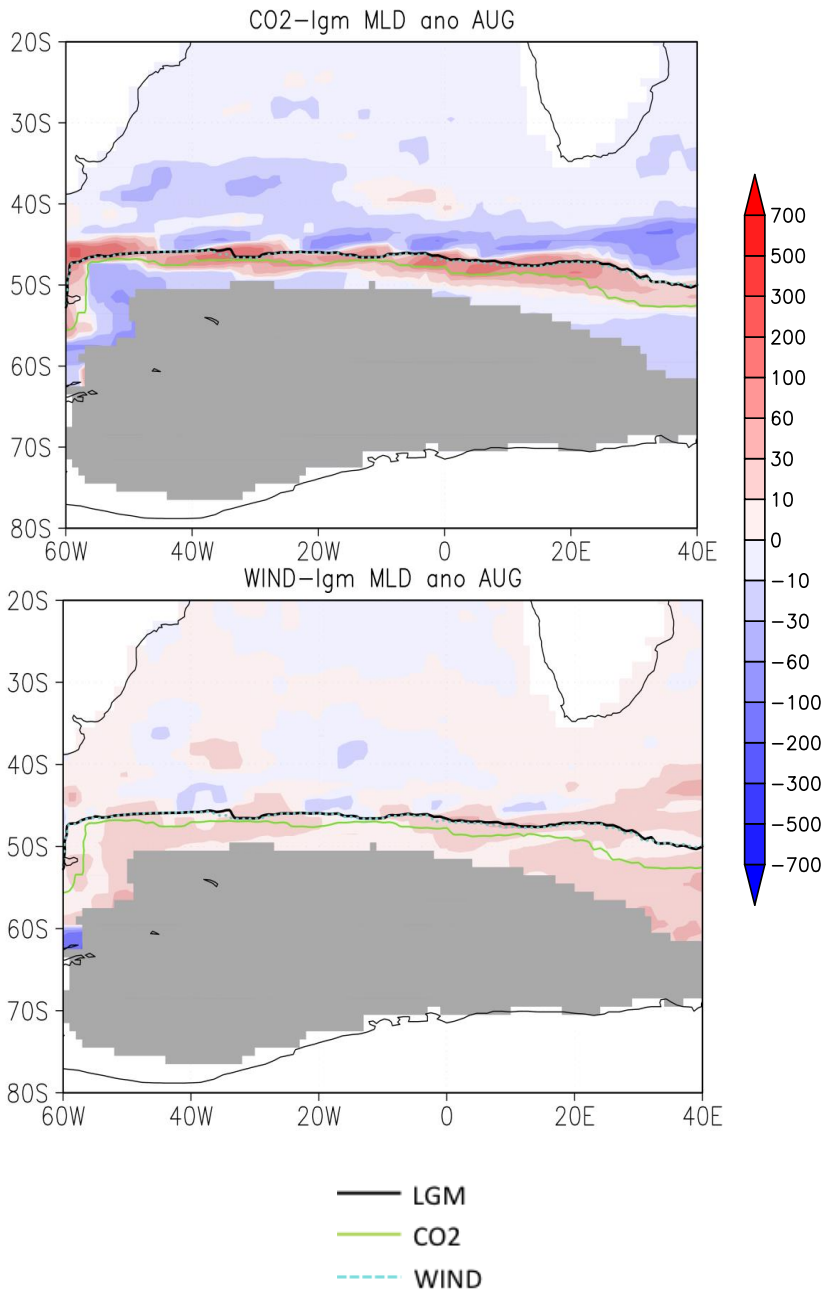 CO2-lgm MLD ano AUG
20S
30S
40S
50S
60S
70S
80S
60W 40W 20W 0 20E 40E
WIND-lgm MLD ano AUG
20S
30S
40S
50S
60S
70S
80S
60W 40W 20W 0 20E 40E
700
500
300
200
100
60
30
10
0
-10
-30
-60
-100
-200
-300
-500
-700
LGM
CO2
WIND